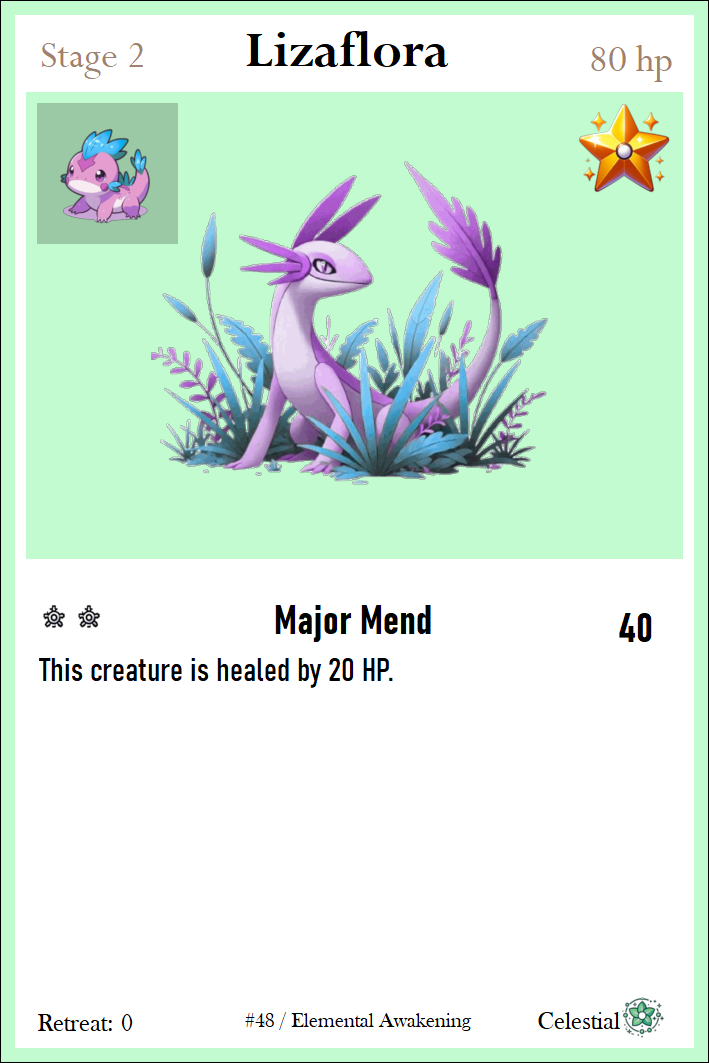 Stage 2
Lizaflora
80 hp
Major Mend
40
This creature is healed by 20 HP.
Retreat: 0
#48 / Elemental Awakening
Celestial